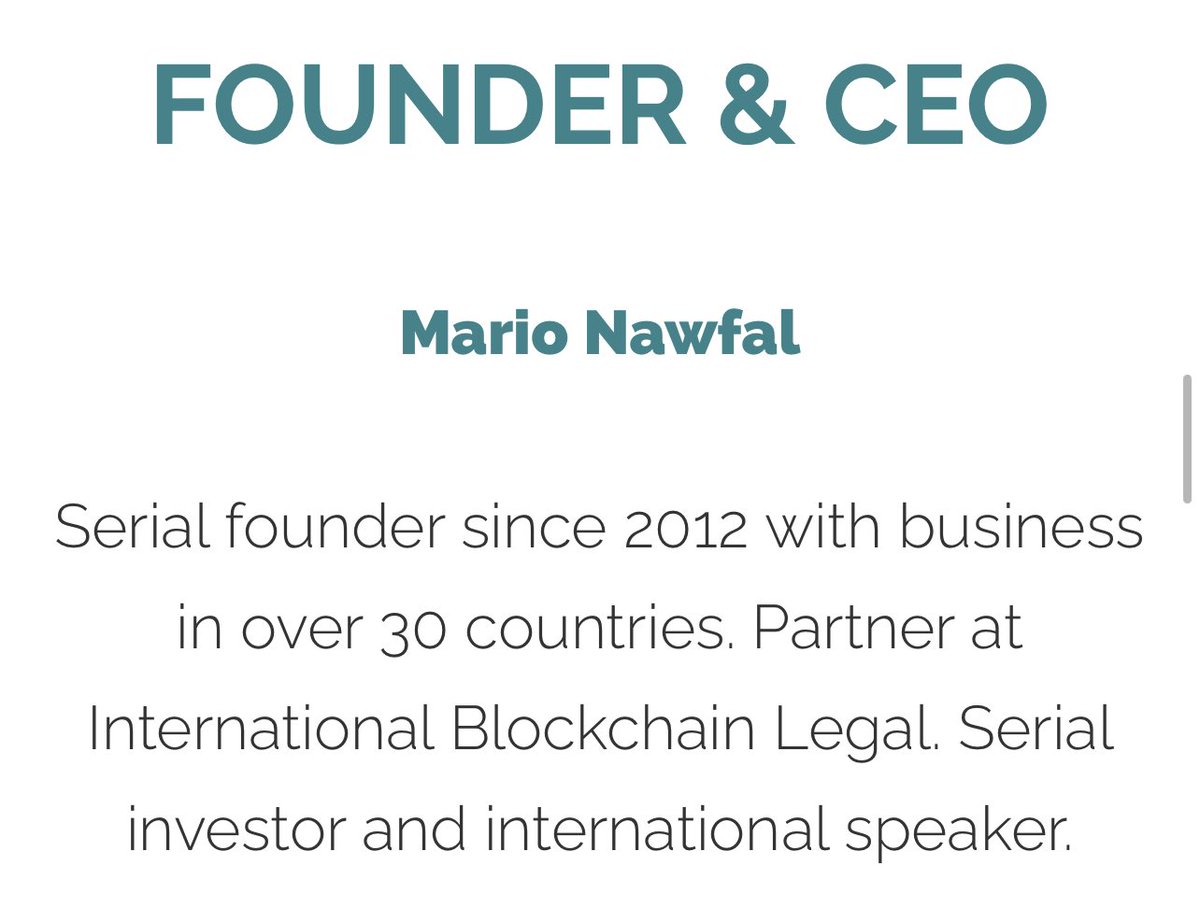 FOUNDER & CEO
Mario Nawfal
Serial founder since 2012 with business
in over 30 countries. Partner at
International Blockchain Legal. Serial
investor and international speaker.